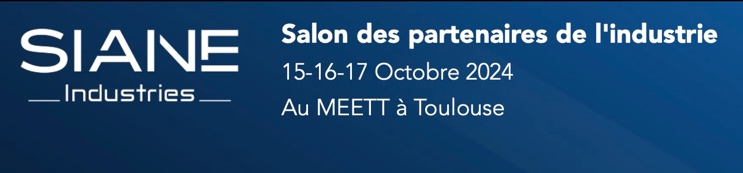 SIANE
Industries
Salon des partenaires de l'industrie
15-16-17 Octobre 2024
Au MEETT à Toulouse